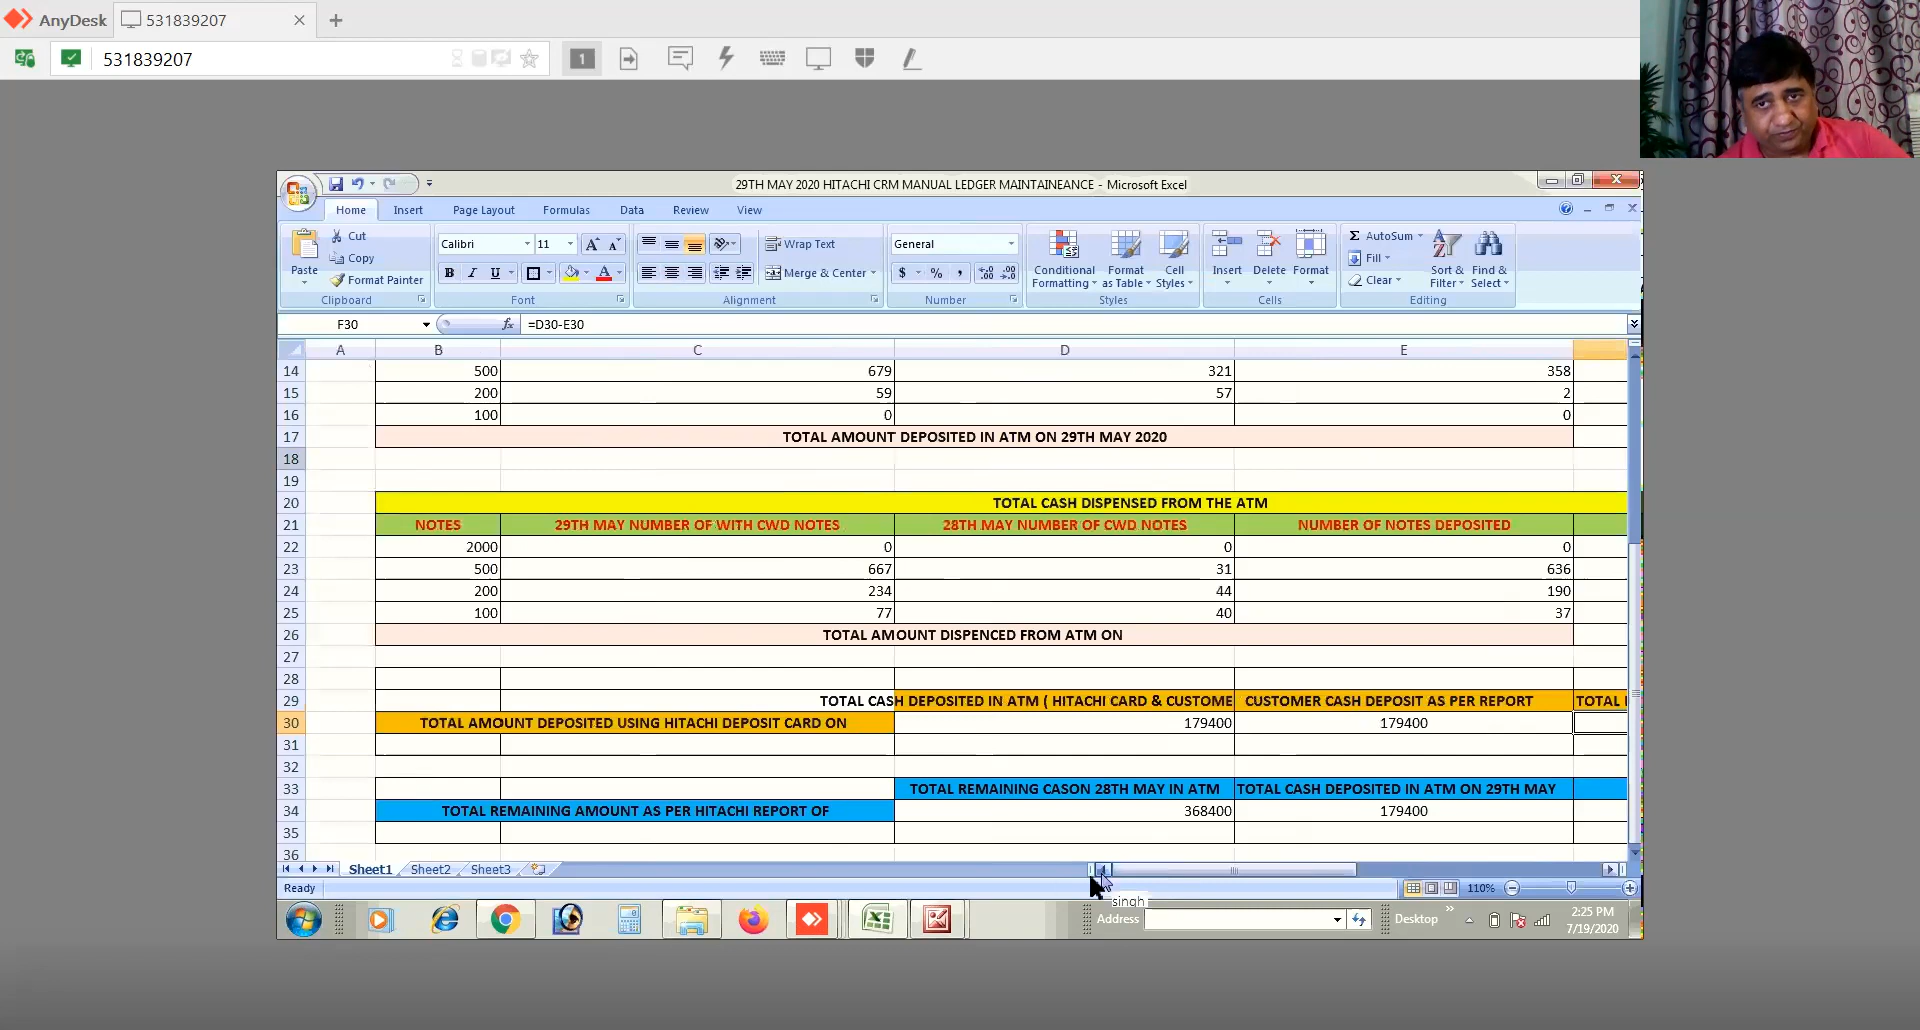 AnyDesk
531839207
531839207
1
29TH MAY 2020 HITACHI CRM MANUAL LEDGER MAINTAINEANCE - Microsoft Excel
Home Insert Page Layout Formulas Data Review View
Paste
Cut
Copy
Format Painter
Clipboard
Calibri 11
B I U
Font
Wrap Text
Merge & Center
Alignment
General
$ % ,
Number
Conditional Formatting
Format as Table
Cell Styles
Styles
Insert Delete Format
Cells
AutoSum
Fill
Clear
Sort & Filter
Find & Select
Editing
F30 fx =D30-E30
A B C D E
14 500 679 321 358
15 200 59 57 2
16 100 0 0
17 TOTAL AMOUNT DEPOSITED IN ATM ON 29TH MAY 2020
18
19
20 TOTAL CASH DISPENSED FROM THE ATM
21 NOTES 29TH MAY NUMBER OF WITH CWD NOTES 28TH MAY NUMBER OF CWD NOTES NUMBER OF NOTES DEPOSITED
22 2000 0 0 0
23 500 667 31 636
24 200 234 44 190
25 100 77 40 37
26 TOTAL AMOUNT DISPENCED FROM ATM ON
27
28
29 TOTAL CASH DEPOSITED IN ATM ( HITACHI CARD & CUSTOME CUSTOMER CASH DEPOSIT AS PER REPORT TOTAL
30 TOTAL AMOUNT DEPOSITED USING HITACHI DEPOSIT CARD ON 179400 179400
31
32
33 TOTAL REMAINING CASON 28TH MAY IN ATM TOTAL CASH DEPOSITED IN ATM ON 29TH MAY
34 TOTAL REMAINING AMOUNT AS PER HITACHI REPORT OF 368400 179400
35
36
Sheet1 Sheet2 Sheet3
Ready 110%
singh
Address Desktop
2:25 PM
7/19/2020